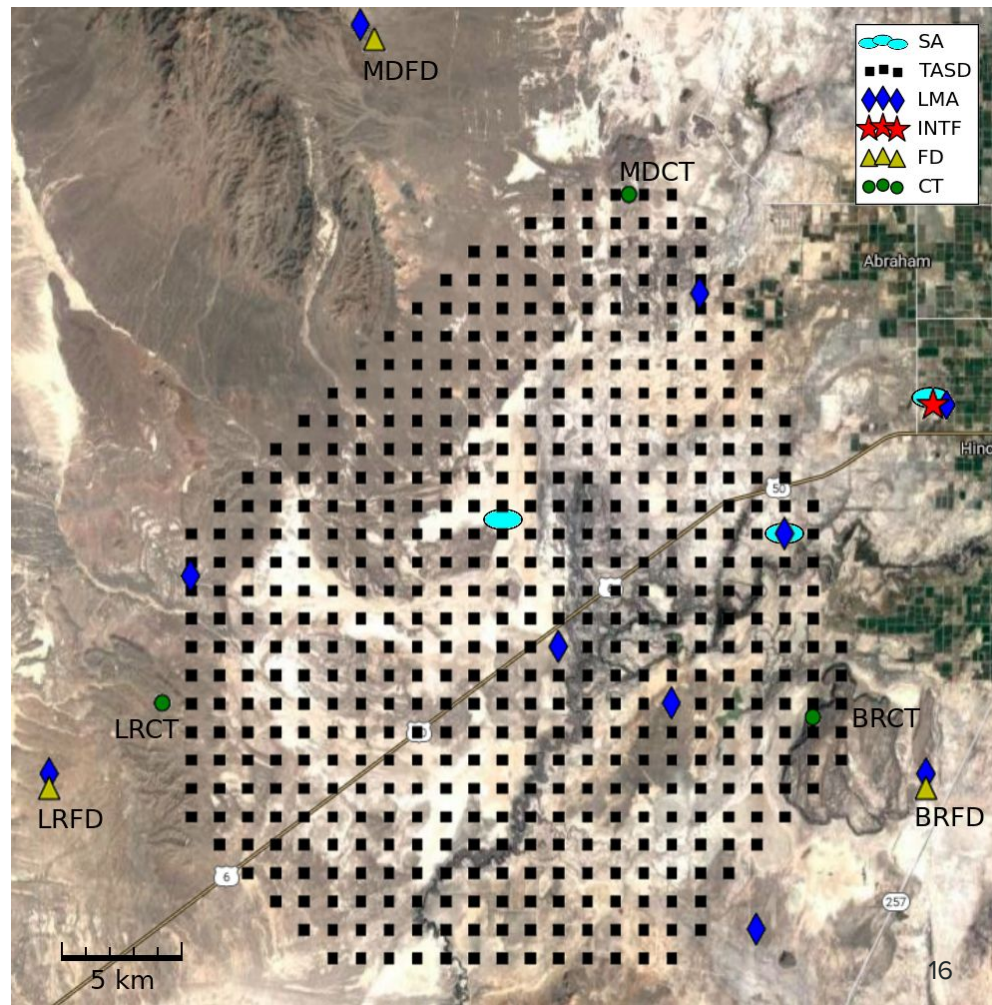 SA
TASD
LMA
INTF
FD
CT
MDFD
MDCT
Abraham
Hinc
50
LRCT
BRCT
LRFD
BRFD
6
257
5 km
16